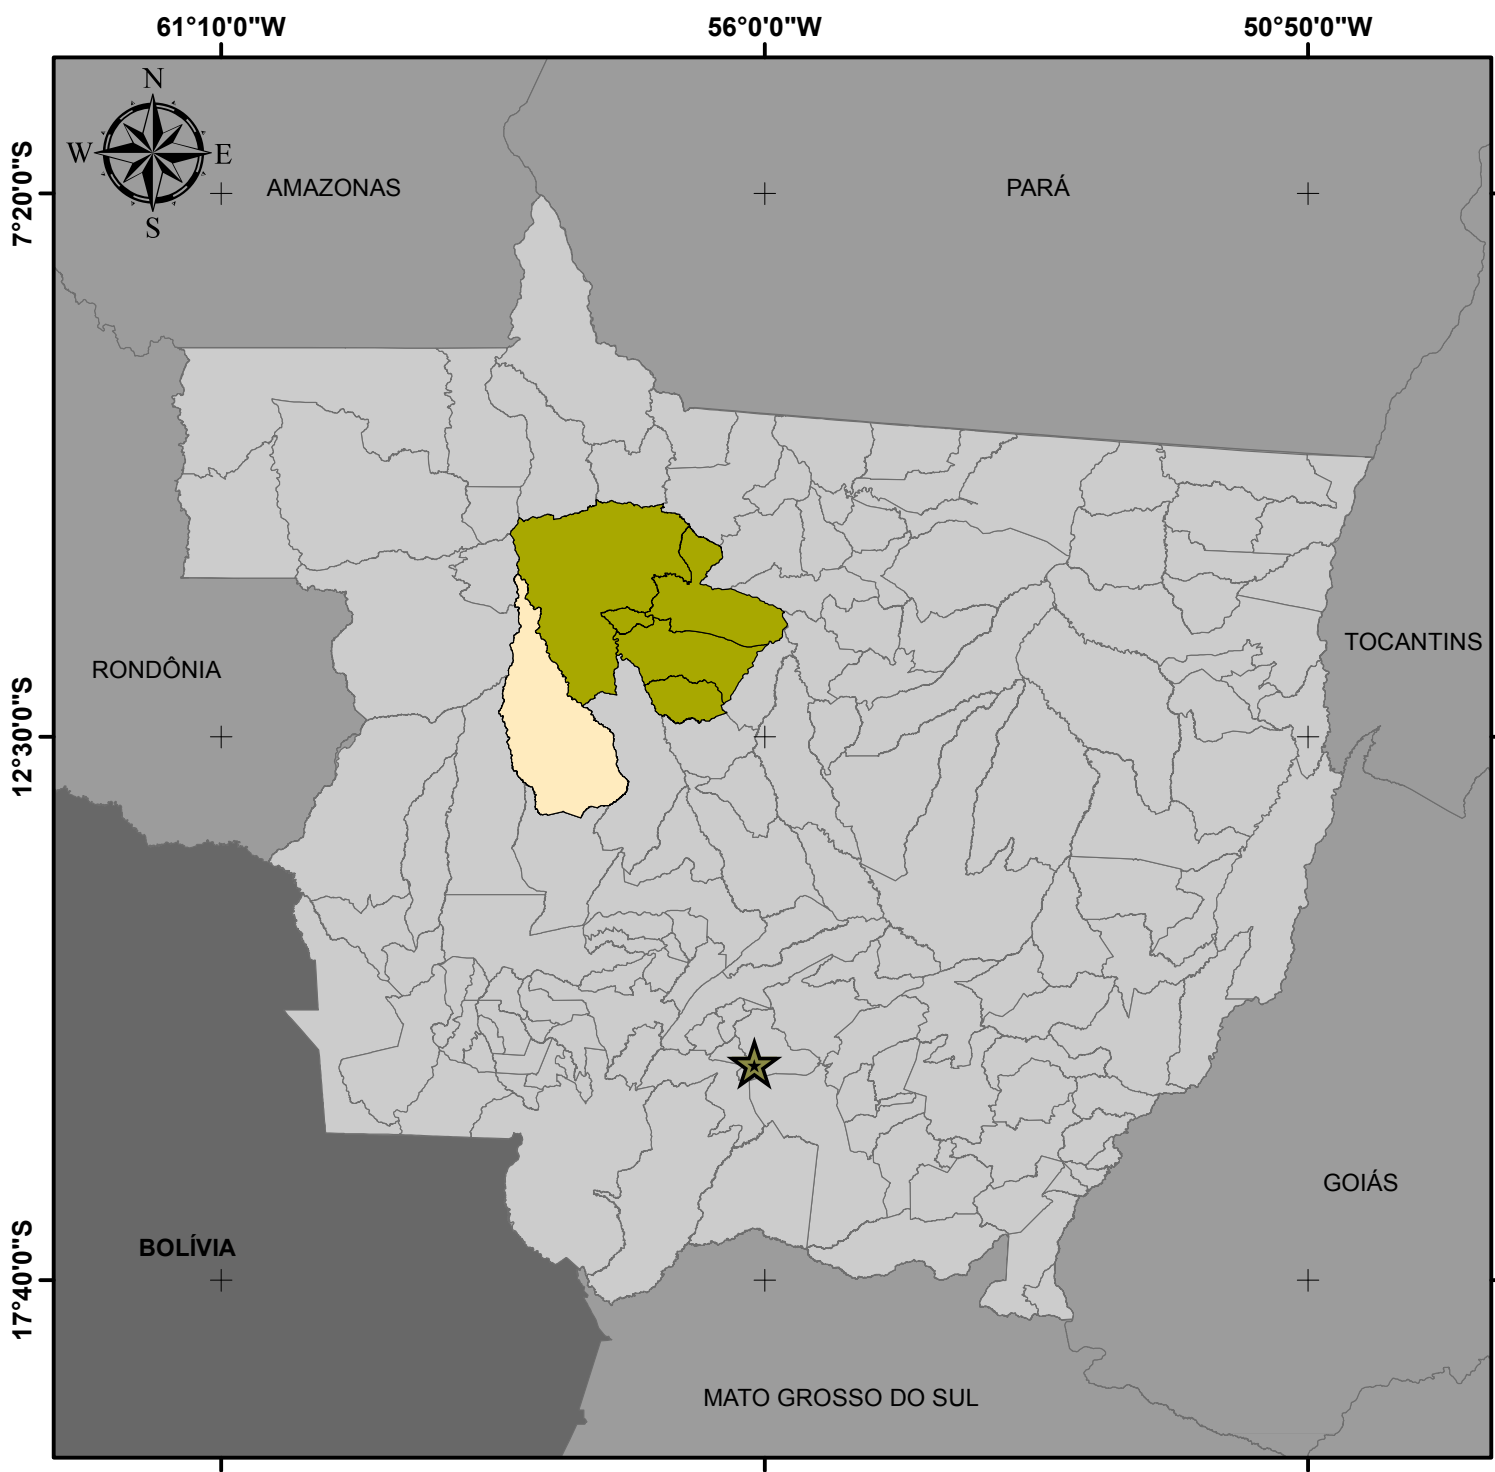 61°10'0"W 56°0'0"W 50°50'0"W
N
W E
S
7°20'0"S
AMAZONAS
PARÁ
TOCANTINS
RONDÔNIA
12°30'0"S
GOIÁS
BOLÍVIA
17°40'0"S
MATO GROSSO DO SUL